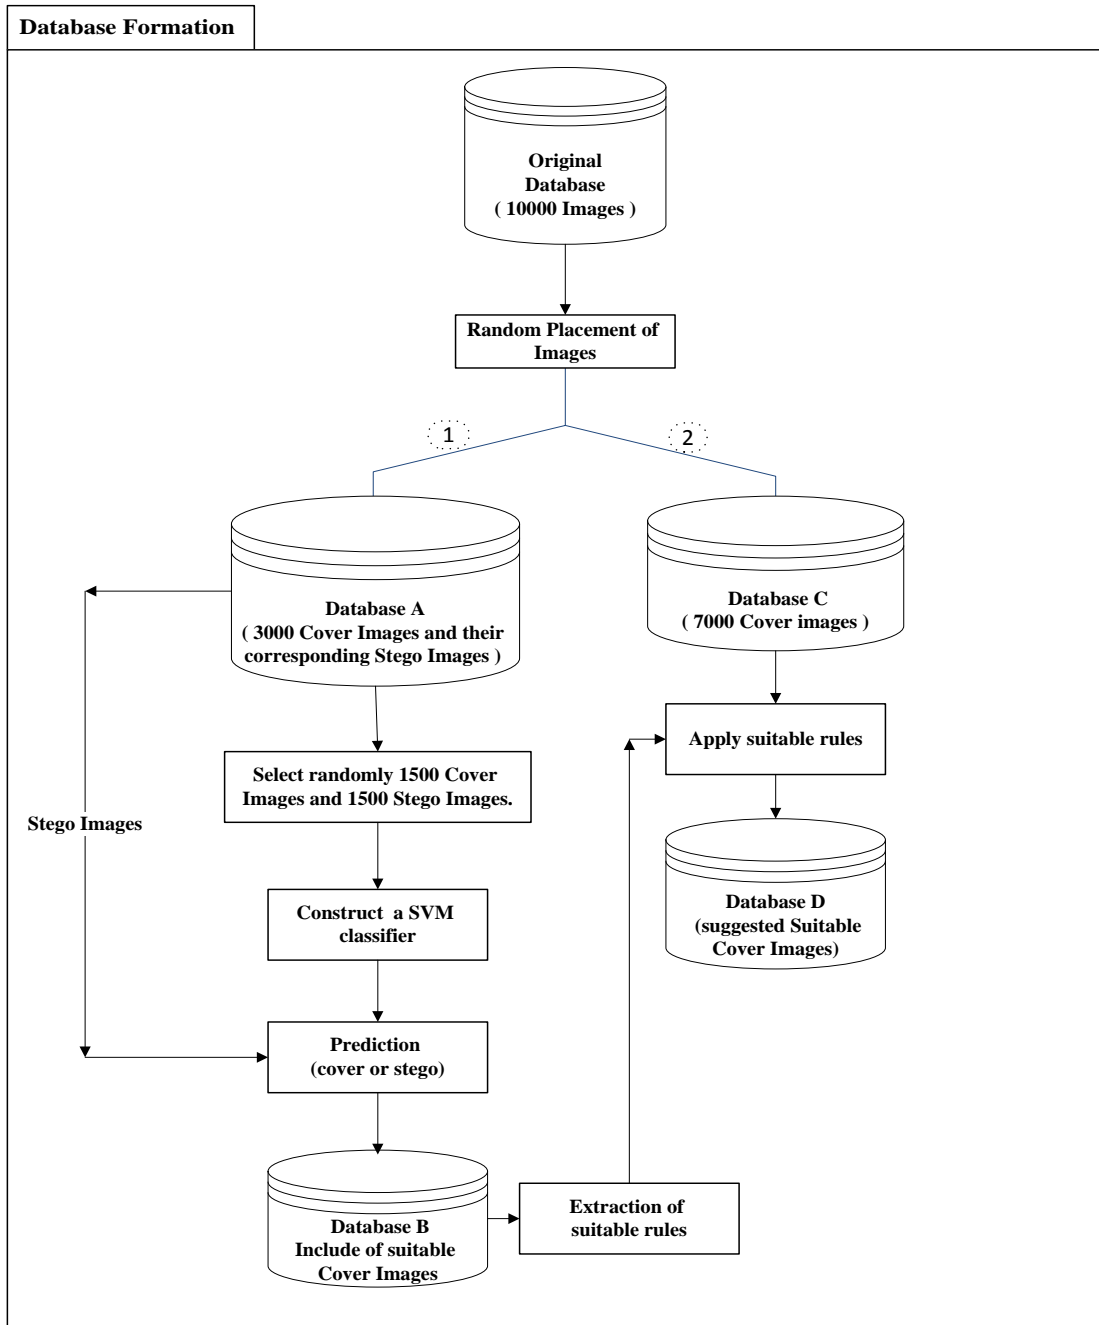 Database Formation
Original
Database
( 10000 Images )
Random Placement of
Images
1
2
Database A
( 3000 Cover Images and their
corresponding Stego Images )
Database C
( 7000 Cover images )
Select randomly 1500 Cover
Images and 1500 Stego Images.
Apply suitable rules
Stego Images
Construct a SVM
classifier
Database D
(suggested Suitable
Cover Images)
Prediction
(cover or stego)
Database B
Include of suitable
Cover Images
Extraction of
suitable rules